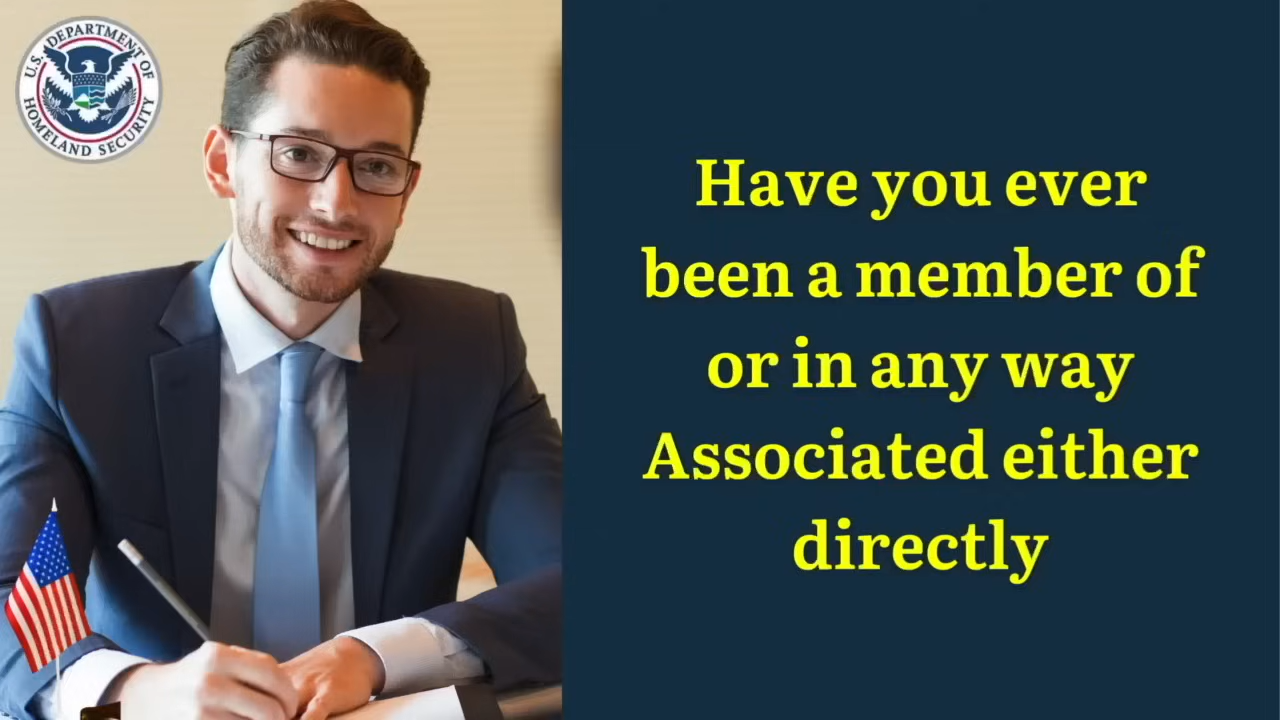 U.S. DEPARTMENT OF
HOMELAND SECURITY
Have you ever
been a member of
or in any way
Associated either
directly